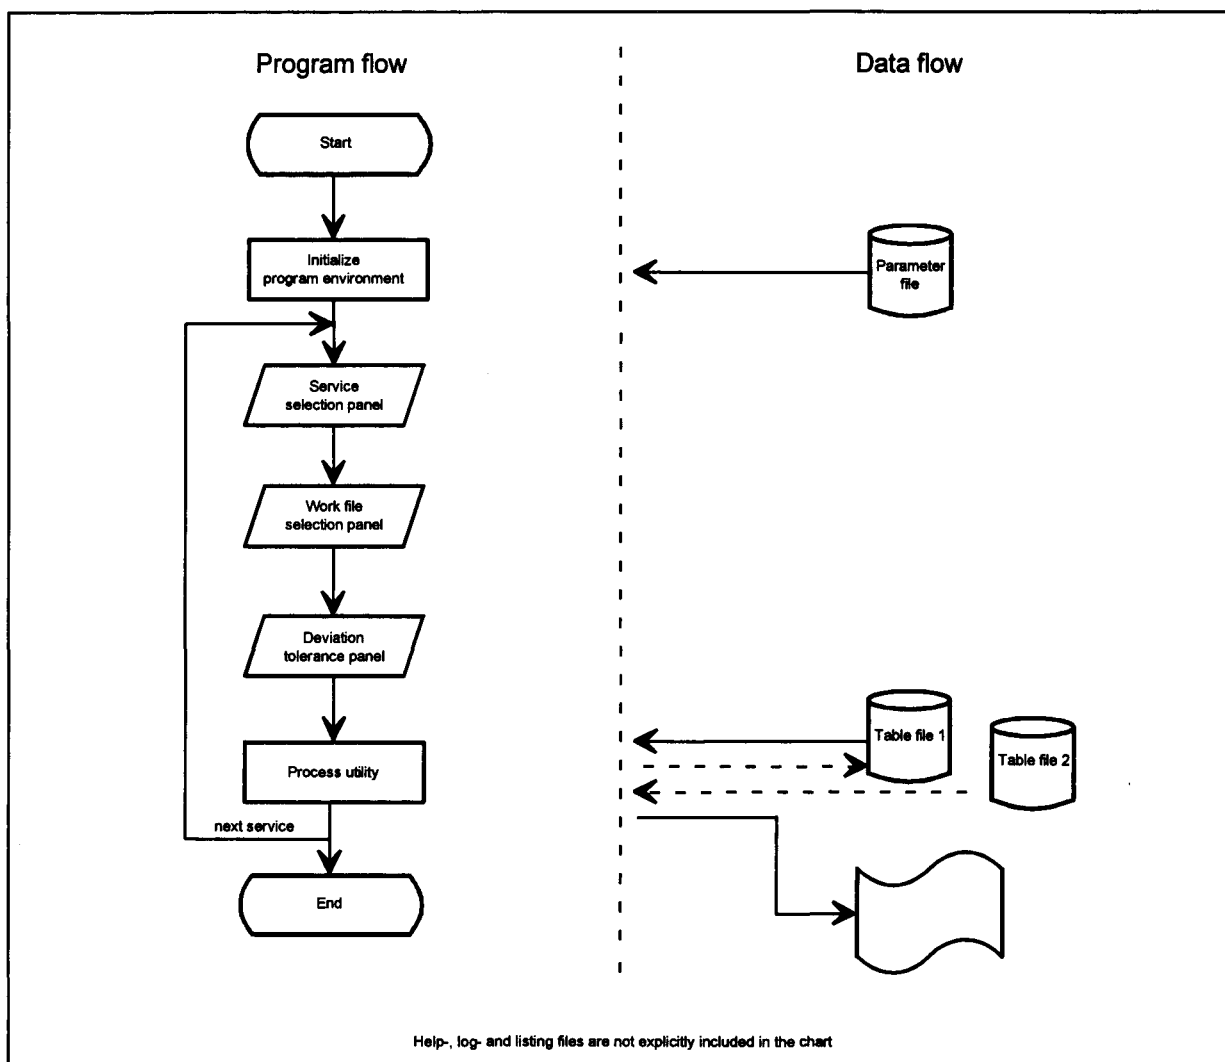 Program flow
Data flow
Start
Initialize
program environment
Parameter
file
Service
selection panel
Work file
selection panel
Deviation
tolerance panel
Process utility
Table file 1
Table file 2
next service
End
Help-, log- and listing files are not explicitly included in the chart